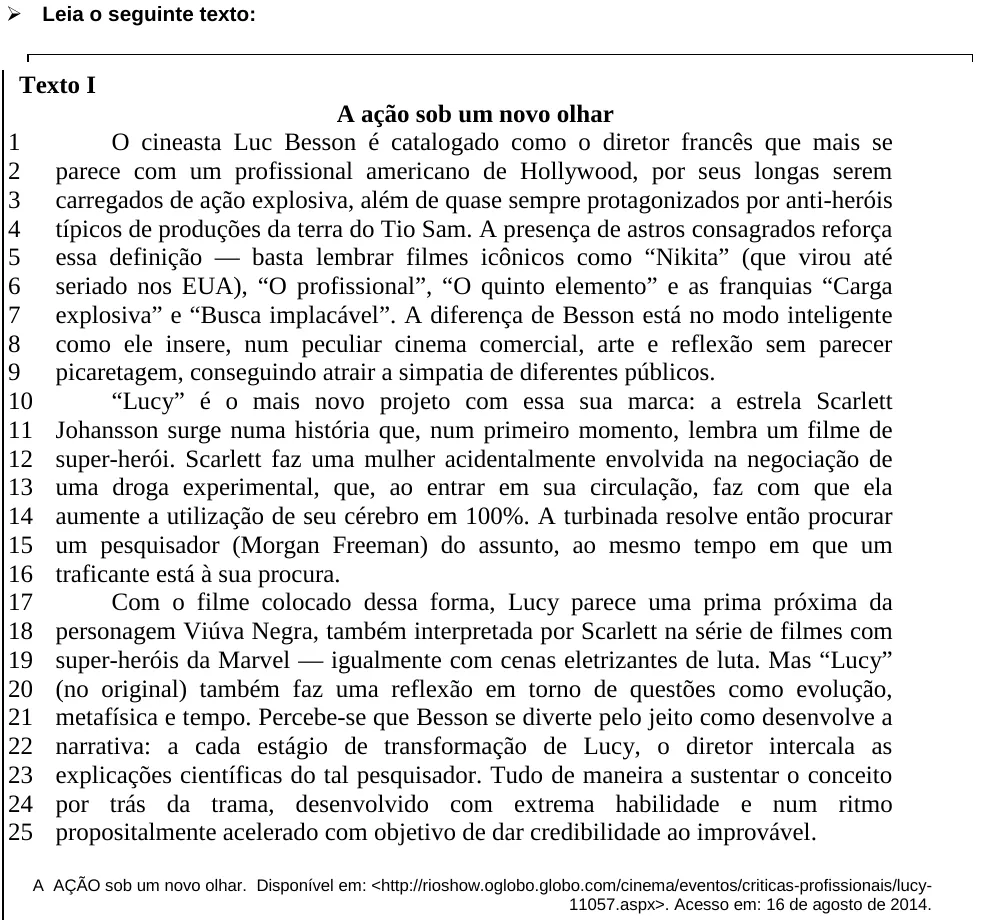 ➢ Leia o seguinte texto:
Texto I
A ação sob um novo olhar
1 O cineasta Luc Besson é catalogado como o diretor francês que mais se
2 parece com um profissional americano de Hollywood, por seus longas serem
3 carregados de ação explosiva, além de quase sempre protagonizados por anti-heróis
4 típicos de produções da terra do Tio Sam. A presença de astros consagrados reforça
5 essa definição — basta lembrar filmes icônicos como “Nikita” (que virou até
6 seriado nos EUA), “O profissional”, “O quinto elemento” e as franquias “Carga
7 explosiva” e “Busca implacável”. A diferença de Besson está no modo inteligente
8 como ele insere, num peculiar cinema comercial, arte e reflexão sem parecer
9 picaretagem, conseguindo atrair a simpatia de diferentes públicos.
10 “Lucy” é o mais novo projeto com essa sua marca: a estrela Scarlett
11 Johansson surge numa história que, num primeiro momento, lembra um filme de
12 super-herói. Scarlett faz uma mulher acidentalmente envolvida na negociação de
13 uma droga experimental, que, ao entrar em sua circulação, faz com que ela
14 aumente a utilização de seu cérebro em 100%. A turbinada resolve então procurar
15 um pesquisador (Morgan Freeman) do assunto, ao mesmo tempo em que um
16 traficante está à sua procura.
17 Com o filme colocado dessa forma, Lucy parece uma prima próxima da
18 personagem Viúva Negra, também interpretada por Scarlett na série de filmes com
19 super-heróis da Marvel — igualmente com cenas eletrizantes de luta. Mas “Lucy”
20 (no original) também faz uma reflexão em torno de questões como evolução,
21 metafísica e tempo. Percebe-se que Besson se diverte pelo jeito como desenvolve a
22 narrativa: a cada estágio de transformação de Lucy, o diretor intercala as
23 explicações científicas do tal pesquisador. Tudo de maneira a sustentar o conceito
24 por trás da trama, desenvolvido com extrema habilidade e num ritmo
25 propositalmente acelerado com objetivo de dar credibilidade ao improvável.
A AÇÃO sob um novo olhar. Disponível em: <http://rioshow.oglobo.globo.com/cinema/eventos/criticas-profissionais/lucy-
11057.aspx>. Acesso em: 16 de agosto de 2014.